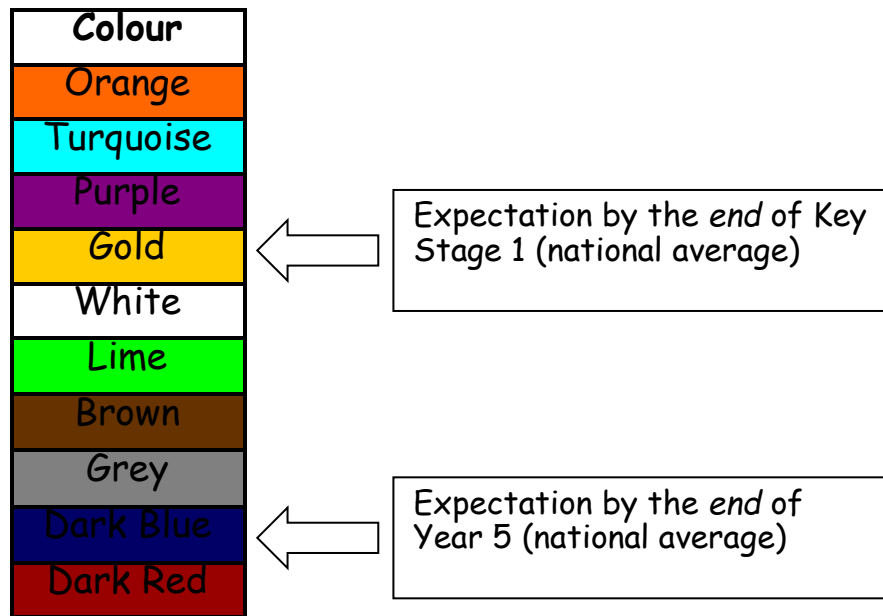 Colour
Orange
Turquoise
Purple
Gold
White
Lime
Brown
Grey
Dark Blue
Dark Red
Expectation by the end of Key
Stage 1 (national average)
Expectation by the end of
Year 5 (national average)